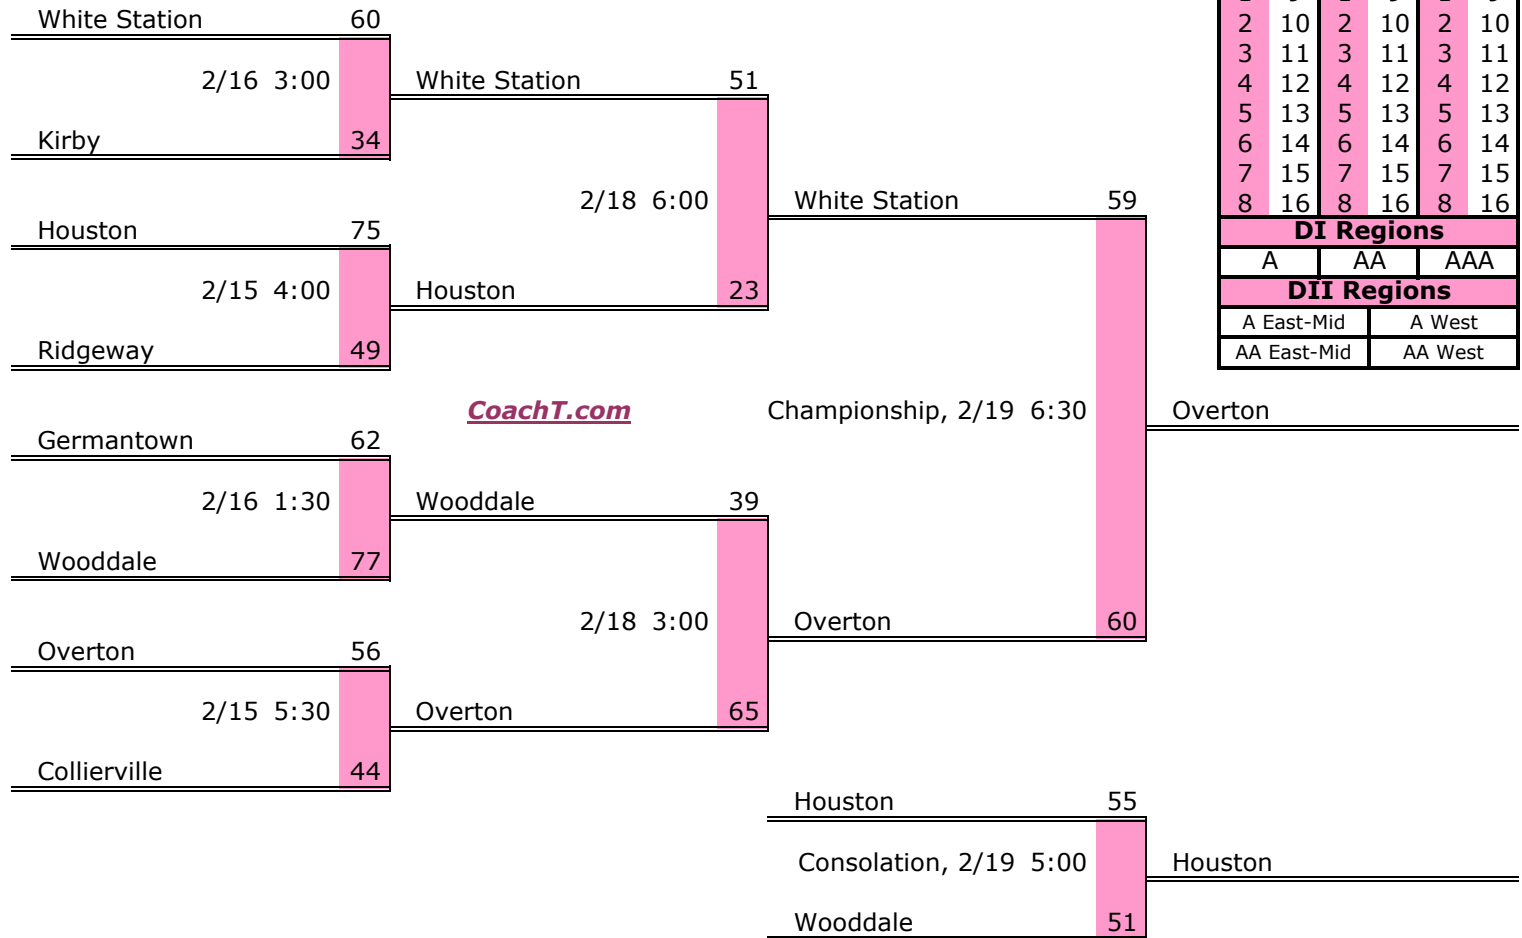 White Station 60
2/16 3:00
Kirby 34
Houston 75
2/15 4:00
Ridgeway 49
Germantown 62
2/16 1:30
Wooddale 77
Overton 56
2/15 5:30
Collierville 44
White Station 51
2/18 6:00
Houston 23
CoachT.com
Wooddale 39
2/18 3:00
Overton 65
White Station 59
Championship, 2/19 6:30
Overton 60
Overton
Houston 55
Consolation, 2/19 5:00
Wooddale 51
Houston
2 10 2 10 2 10
3 11 3 11 3 11
4 12 4 12 4 12
5 13 5 13 5 13
6 14 6 14 6 14
7 15 7 15 7 15
8 16 8 16 8 16
DI Regions
A AA AAA
DII Regions
A East-Mid A West
AA East-Mid AA West